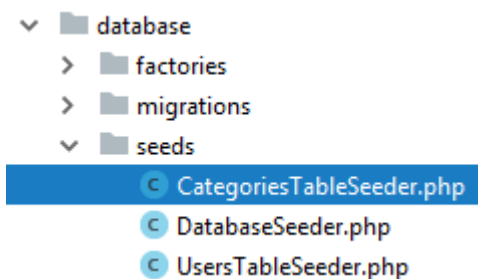 database
factories
migrations
seeds
C CategoriesTableSeeder.php
C DatabaseSeeder.php
C UsersTableSeeder.php